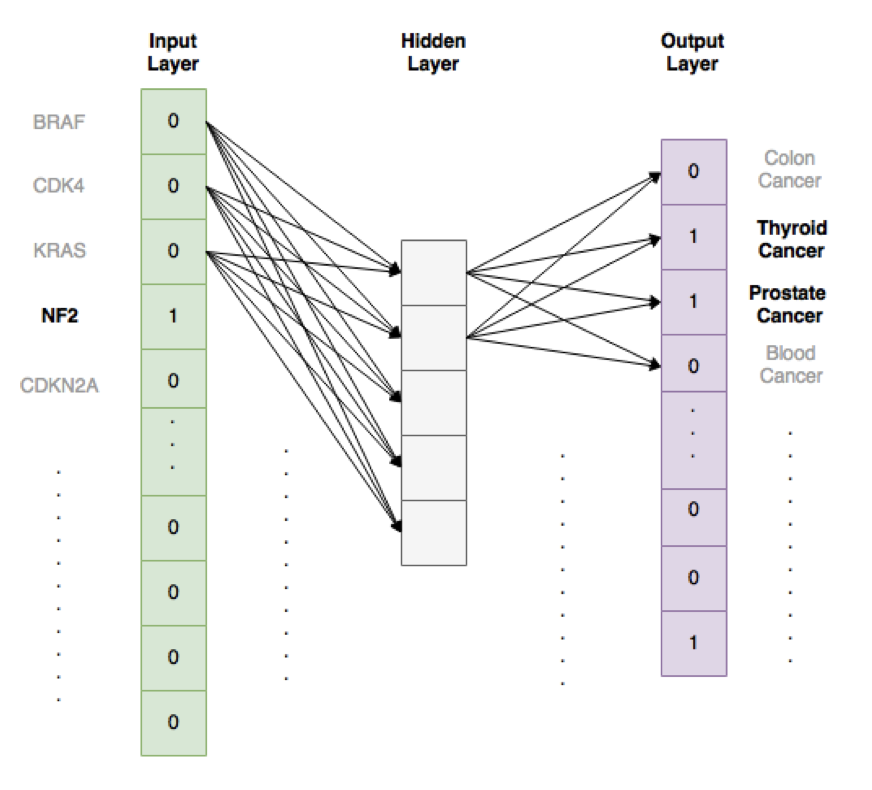 Input
Layer
Hidden
Layer
Output
Layer
BRAF
CDK4
KRAS
NF2
CDKN2A
0
0
0
1
0
.
.
.
0
0
0
0
0
1
1
0
.
.
.
0
0
1
Colon
Cancer
Thyroid
Cancer
Prostate
Cancer
Blood
Cancer